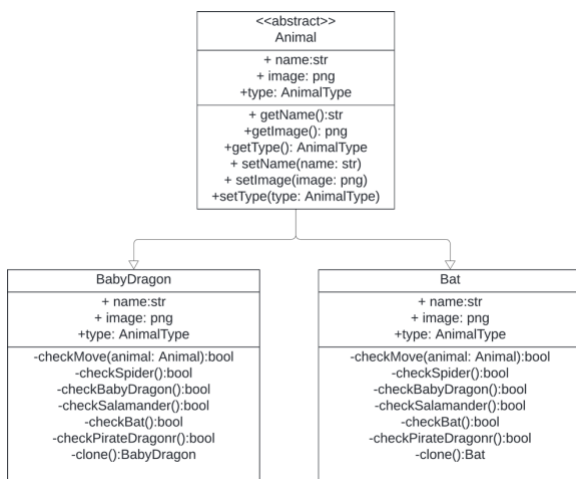 <<abstract>>
Animal
+ name:str
+ image: png
+type: AnimalType
+ getName():str
+getImage(): png
+getType(): AnimalType
+ setName(name: str)
+ setImage(image: png)
+setType(type: AnimalType)
BabyDragon
+ name:str
+ image: png
+type: AnimalType
-checkMove(animal: Animal):bool
-checkSpider():bool
-checkBabyDragon():bool
-checkSalamander():bool
-checkBat():bool
-checkPirateDragonr():bool
-clone():BabyDragon
Bat
+ name:str
+ image: png
+type: AnimalType
-checkMove(animal: Animal):bool
-checkSpider():bool
-checkBabyDragon():bool
-checkSalamander():bool
-checkBat():bool
-checkPirateDragonr():bool
-clone():Bat